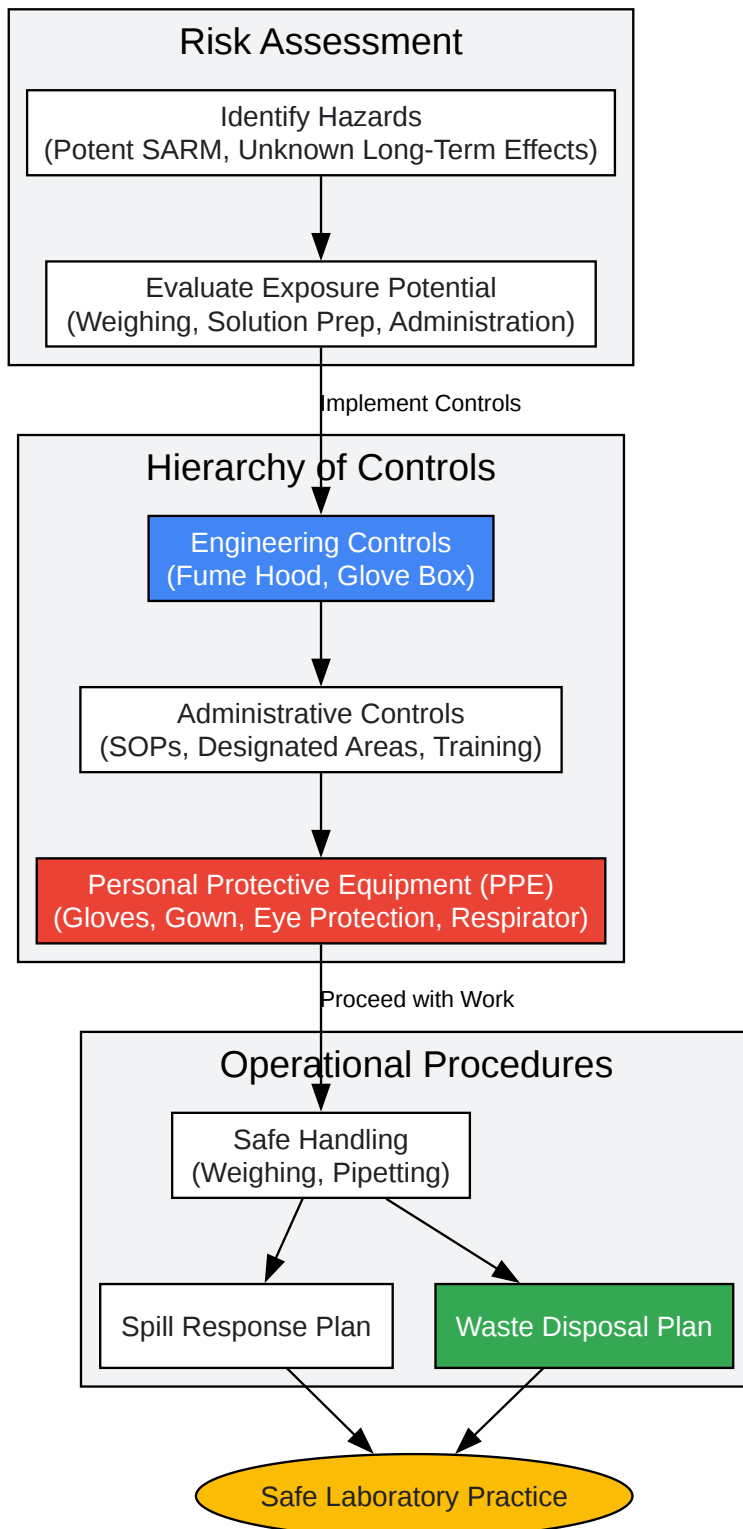 Risk Assessment
Identify Hazards
(Potent SARM, Unknown Long-Term Effects)
Evaluate Exposure Potential
(Weighing, Solution Prep, Administration)
Implement Controls
Hierarchy of Controls
Engineering Controls
(Fume Hood, Glove Box)
Administrative Controls
(SOPs, Designated Areas, Training)
Personal Protective Equipment (PPE)
(Gloves, Gown, Eye Protection, Respirator)
Proceed with Work
Operational Procedures
Safe Handling
(Weighing, Pipetting)
Spill Response Plan
Waste Disposal Plan
Safe Laboratory Practice